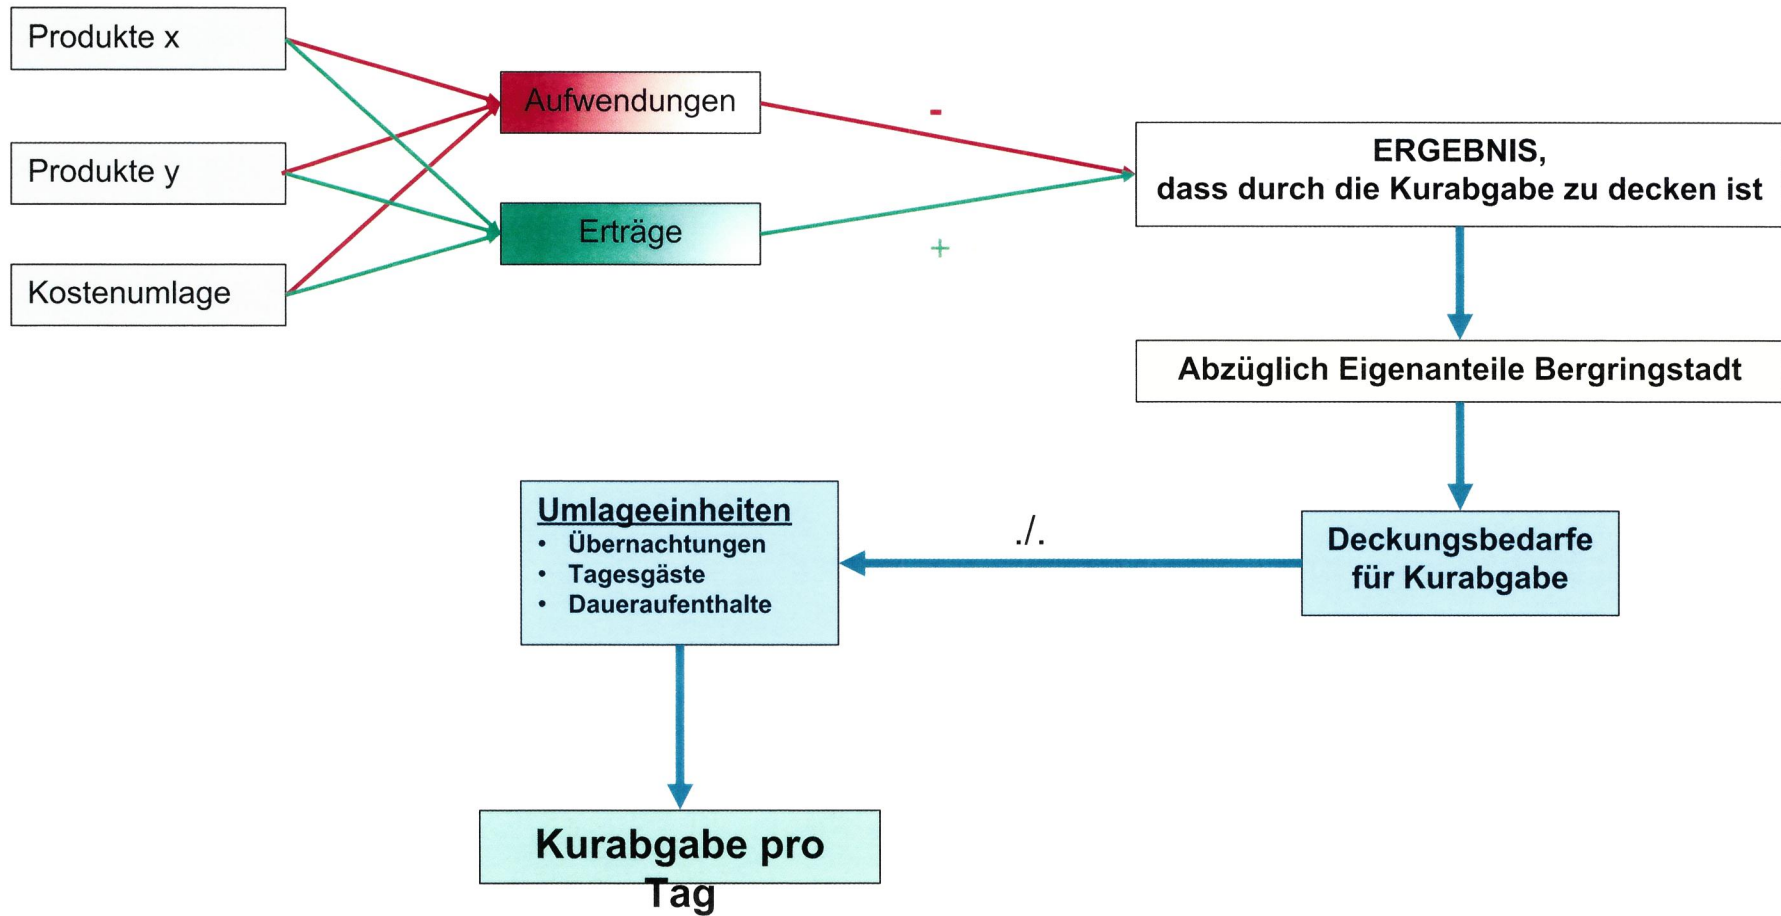 Produkte x
Aufwendungen
-
Produkte y
ERGEBNIS,
dass durch die Kurabgabe zu decken ist
Erträge
+
Kostenumlage
Abzüglich Eigenanteile Bergringstadt
Umlageeinheiten
• Übernachtungen
• Tagesgäste
• Daueraufenthalte
./.
Deckungsbedarfe
für Kurabgabe
Kurabgabe pro
Tag